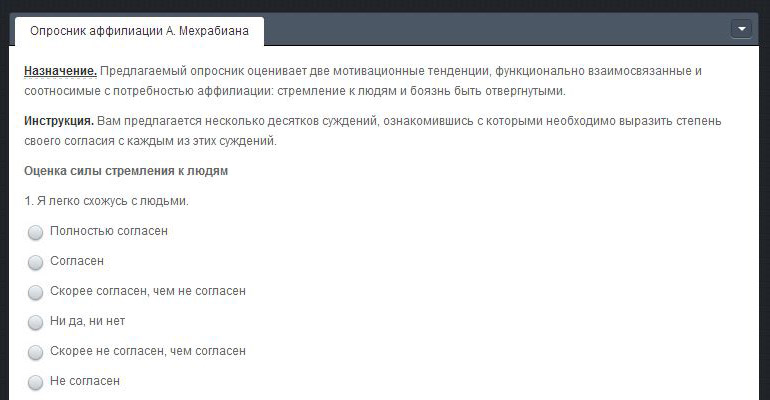 Опросник аффилиации А. Мехрабиана
Назначение. Предлагаемый опросник оценивает две мотивационные тенденции, функционально взаимосвязанные и
соотносимые с потребностью аффилиации: стремление к людям и боязнь быть отвергнутыми.
Инструкция. Вам предлагается несколько десятков суждений, ознакомившись с которыми необходимо выразить степень
своего согласия с каждым из этих суждений.
Оценка силы стремления к людям
1. Я легко схожусь с людьми.
Полностью согласен
Согласен
Скорее согласен, чем не согласен
Ни да, ни нет
Скорее не согласен, чем согласен
Не согласен